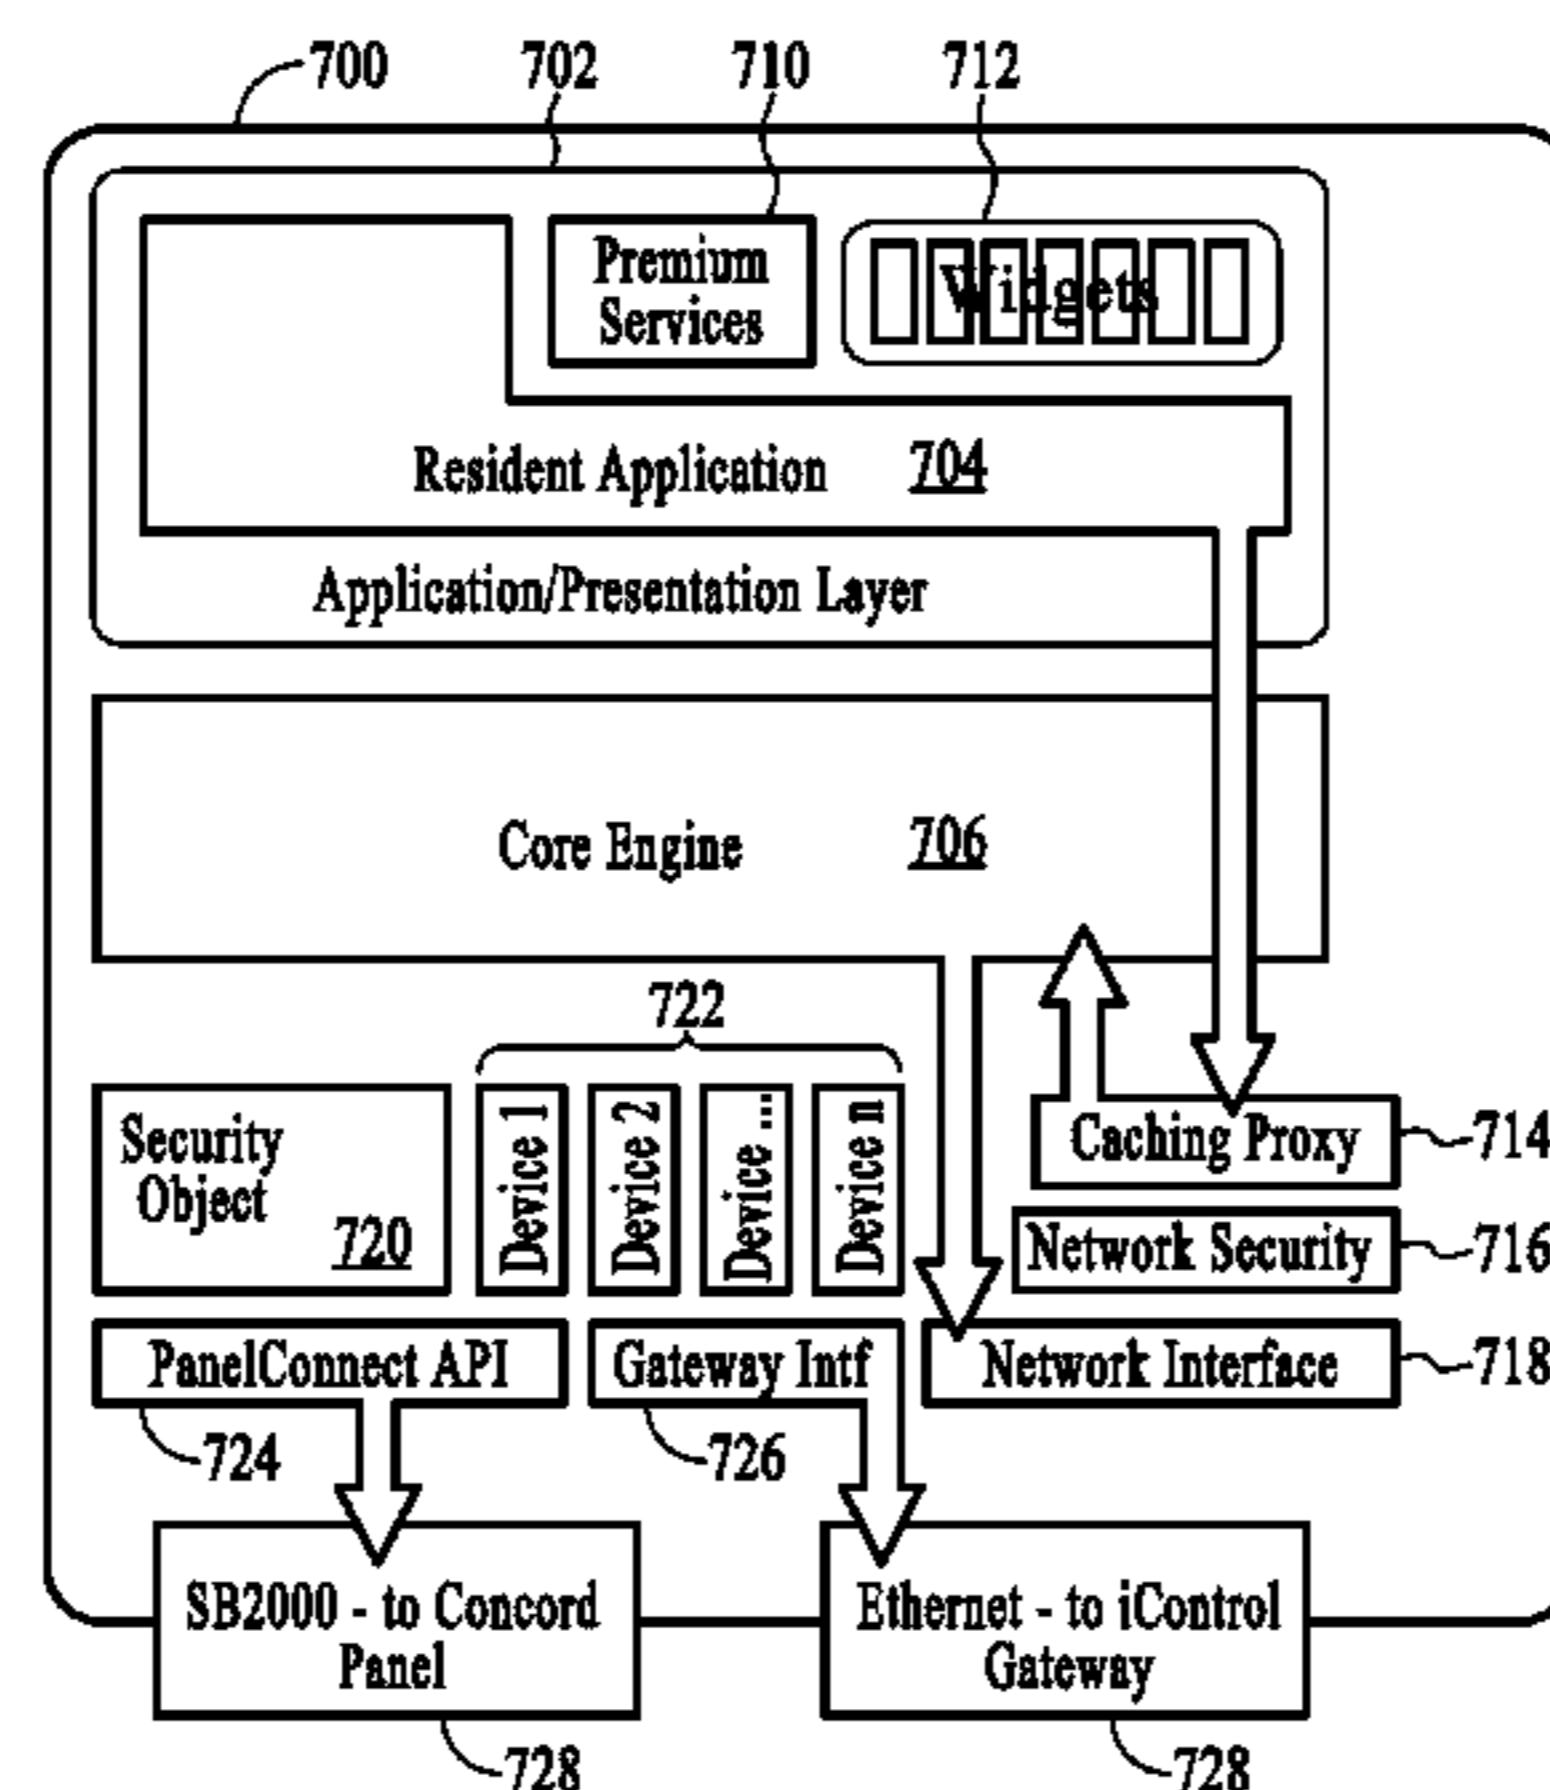 700
702
710
712
Premium
Services
Widgets
Resident Application 704
Application/Presentation Layer
Core Engine 706
722
Security
Object
720
Device 1
Device 2
Device ...
Device n
Caching Proxy
714
Network Security
716
PanelConnect API
Gateway Intf
Network Interface
718
724
726
SB2000 - to Concord
Panel
Ethernet - to iControl
Gateway
728
728